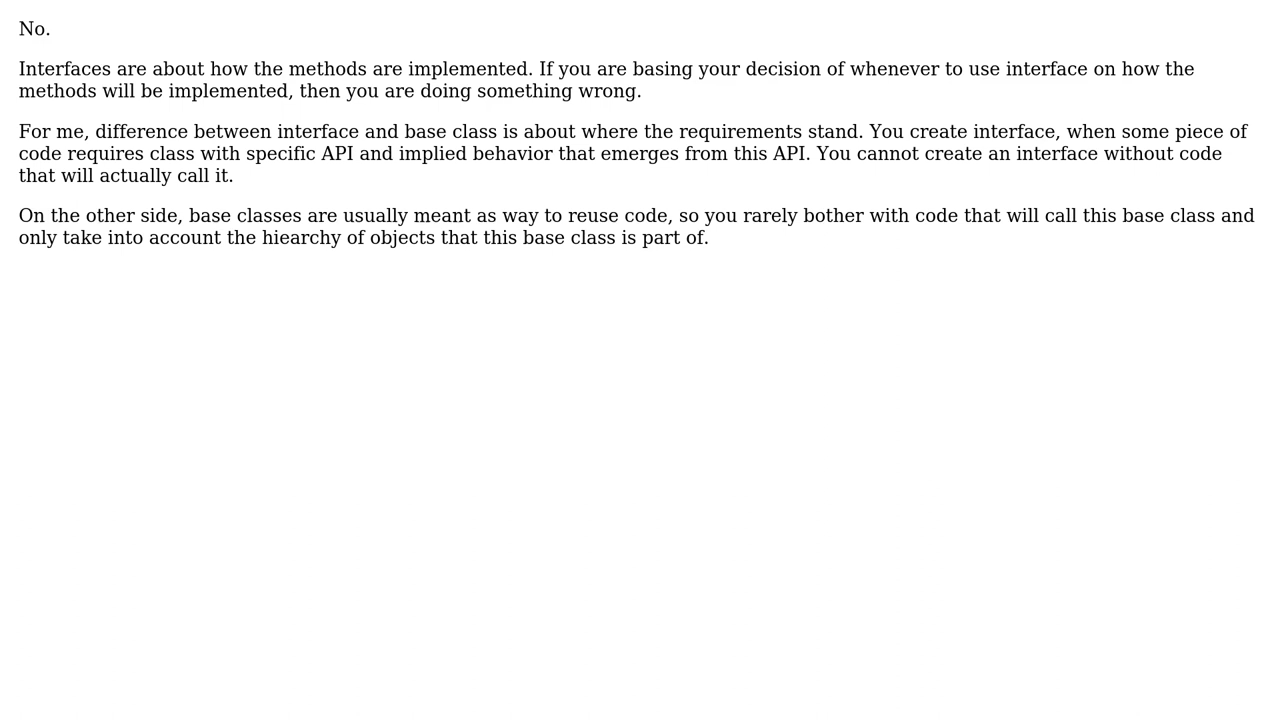 No.
Interfaces are about how the methods are implemented. If you are basing your decision of whenever to use interface on how the
methods will be implemented, then you are doing something wrong.
For me, difference between interface and base class is about where the requirements stand. You create interface, when some piece of
code requires class with specific API and implied behavior that emerges from this API. You cannot create an interface without code
that will actually call it.
On the other side, base classes are usually meant as way to reuse code, so you rarely bother with code that will call this base class and
only take into account the hiearchy of objects that this base class is part of.